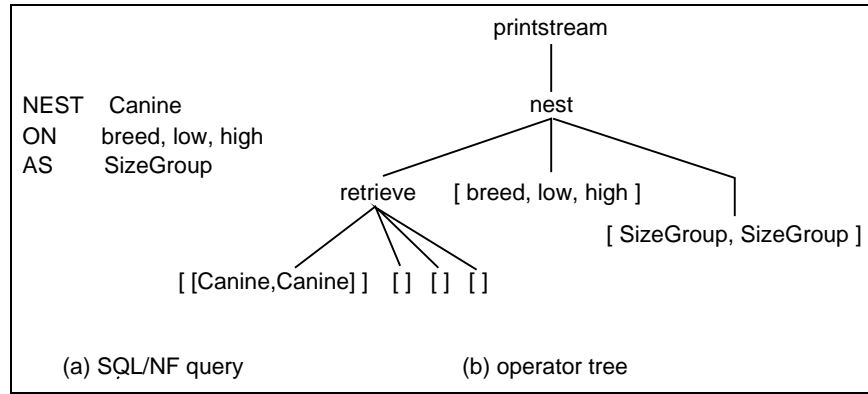 printstream
NEST Canine
ON breed, low, high
AS SizeGroup
nest
retrieve
[ breed, low, high ]
[ SizeGroup, SizeGroup ]
[ [Canine,Canine] ] [ ] [ ] [ ]
(a) SQL/NF query
(b) operator tree